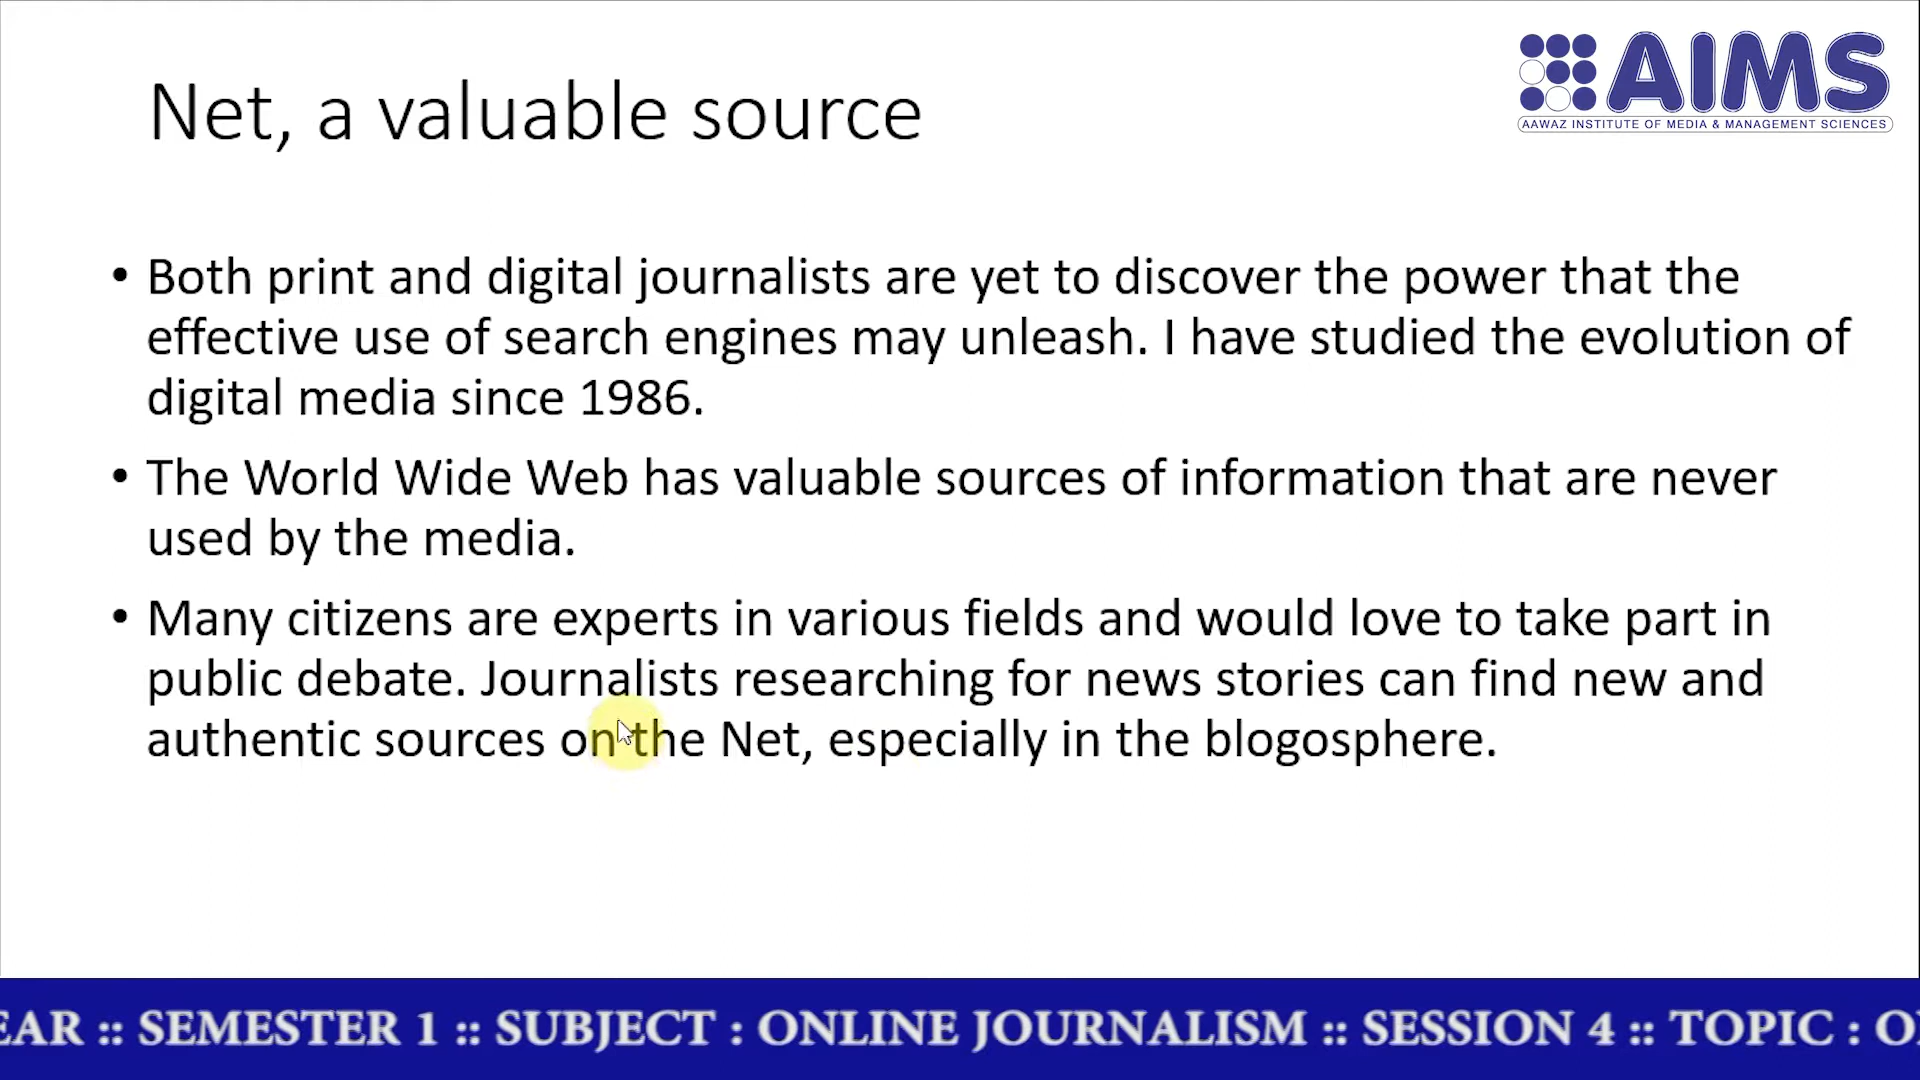 Net, a valuable source
AIMS
AAWAZ INSTITUTE OF MEDIA & MANAGEMENT SCIENCES
• Both print and digital journalists are yet to discover the power that the
effective use of search engines may unleash. I have studied the evolution of
digital media since 1986.
• The World Wide Web has valuable sources of information that are never
used by the media.
• Many citizens are experts in various fields and would love to take part in
public debate. Journalists researching for news stories can find new and
authentic sources on the Net, especially in the blogosphere.
EAR :: SEMESTER 1 :: SUBJECT : ONLINE JOURNALISM :: SESSION 4 :: TOPIC : O